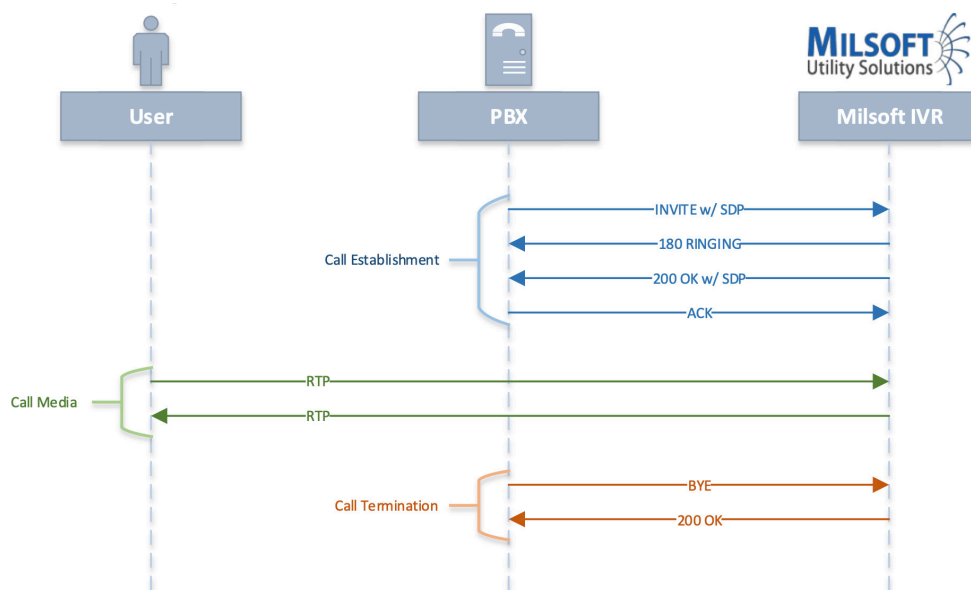 MILSOFT
Utility Solutions
User
PBX
Milsoft IVR
INVITE w/ SDP
180 RINGING
Call Establishment
200 OK w/ SDP
ACK
RTP
Call Media
RTP
BYE
Call Termination
200 OK